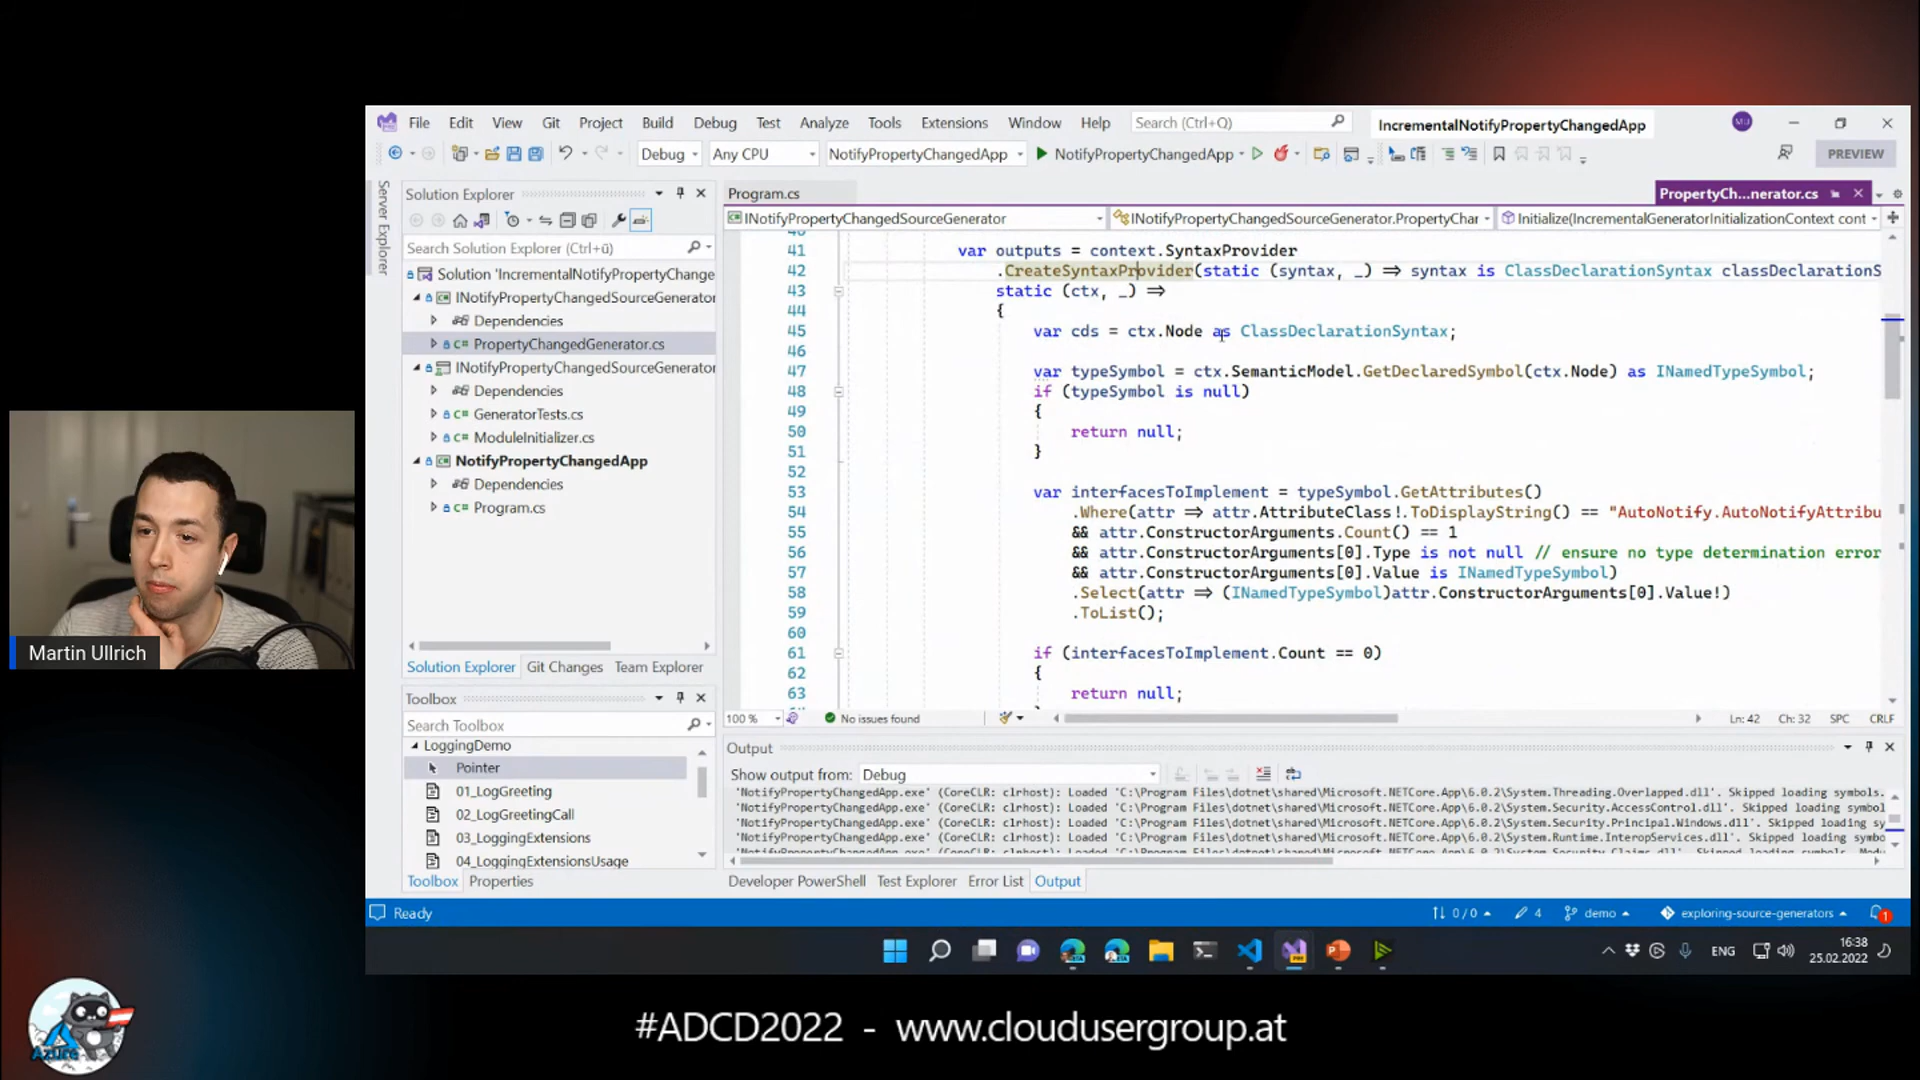 File Edit View Git Project Build Debug Test Analyze Tools Extensions Window Help Search (Ctrl+Q) IncrementalNotifyPropertyChangedApp MU
Debug Any CPU NotifyPropertyChangedApp NotifyPropertyChangedApp PREVIEW
Server Explorer
Solution Explorer
Search Solution Explorer (Ctrl+ü)
Solution 'IncrementalNotifyPropertyChange
INotifyPropertyChangedSourceGenerator
Dependencies
PropertyChangedGenerator.cs
INotifyPropertyChangedSourceGenerator
Dependencies
GeneratorTests.cs
ModuleInitializer.cs
NotifyPropertyChangedApp
Dependencies
Program.cs
Solution Explorer Git Changes Team Explorer
Toolbox
Search Toolbox
LoggingDemo
Pointer
01_LogGreeting
02_LogGreetingCall
03_LoggingExtensions
04_LoggingExtensionsUsage
Toolbox Properties
Program.cs PropertyCh...nerator.cs
INotifyPropertyChangedSourceGenerator INotifyPropertyChangedSourceGenerator.PropertyChar Initialize(IncrementalGeneratorInitializationContext cont
41 var outputs = context.SyntaxProvider
42 .CreateSyntaxProvider(static (syntax, _) => syntax is ClassDeclarationSyntax classDeclarationS
43 static (ctx, _) =>
44 {
45 var cds = ctx.Node as ClassDeclarationSyntax;
46
47 var typeSymbol = ctx.SemanticModel.GetDeclaredSymbol(ctx.Node) as INamedTypeSymbol;
48 if (typeSymbol is null)
49 {
50 return null;
51 }
52
53 var interfacesToImplement = typeSymbol.GetAttributes()
54 .Where(attr => attr.AttributeClass!.ToDisplayString() == "AutoNotify.AutoNotifyAttribu
55 && attr.ConstructorArguments.Count() == 1
56 && attr.ConstructorArguments[0].Type is not null // ensure no type determination error
57 && attr.ConstructorArguments[0].Value is INamedTypeSymbol)
58 .Select(attr => (INamedTypeSymbol)attr.ConstructorArguments[0].Value!)
59 .ToList();
60
61 if (interfacesToImplement.Count == 0)
62 {
63 return null;
100 % No issues found Ln: 42 Ch: 32 SPC CRLF
Output
Show output from: Debug
'NotifyPropertyChangedApp.exe' (CoreCLR: clrhost): Loaded 'C:\Program Files\dotnet\shared\Microsoft.NETCore.App\6.0.2\System.Threading.Overlapped.dll'. Skipped loading symbols.
'NotifyPropertyChangedApp.exe' (CoreCLR: clrhost): Loaded 'C:\Program Files\dotnet\shared\Microsoft.NETCore.App\6.0.2\System.Security.AccessControl.dll'. Skipped loading symbol
'NotifyPropertyChangedApp.exe' (CoreCLR: clrhost): Loaded 'C:\Program Files\dotnet\shared\Microsoft.NETCore.App\6.0.2\System.Security.Principal.Windows.dll'. Skipped loading sy
'NotifyPropertyChangedApp.exe' (CoreCLR: clrhost): Loaded 'C:\Program Files\dotnet\shared\Microsoft.NETCore.App\6.0.2\System.Runtime.InteropServices.dll'. Skipped loading symbo
Developer PowerShell Test Explorer Error List Output
Ready 0 / 0 4 demo exploring-source-generators 1
ENG 16:38
25.02.2022
Martin Ullrich
Azure
#ADCD2022 - www.cloudusergroup.at